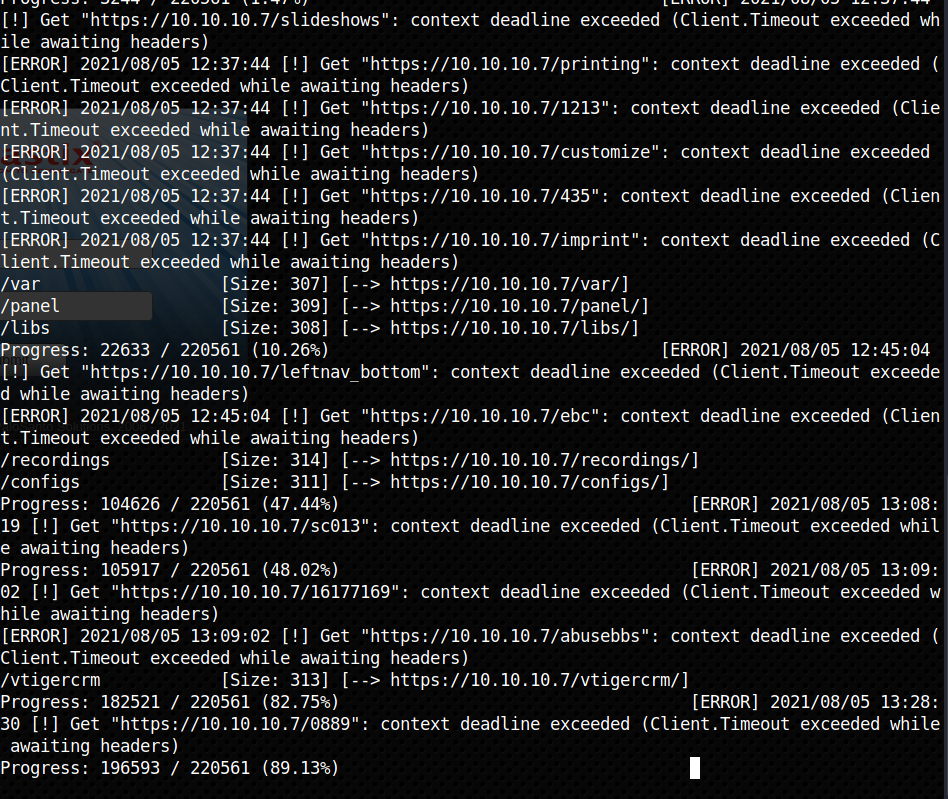 Progress: 3244 / 220561 (1.47%) [ERROR] 2021/08/05 12:37:44
[!] Get "https://10.10.10.7/slideshows": context deadline exceeded (Client.Timeout exceeded wh
ile awaiting headers)
[ERROR] 2021/08/05 12:37:44 [!] Get "https://10.10.10.7/printing": context deadline exceeded (
Client.Timeout exceeded while awaiting headers)
[ERROR] 2021/08/05 12:37:44 [!] Get "https://10.10.10.7/1213": context deadline exceeded (Clie
nt.Timeout exceeded while awaiting headers)
[ERROR] 2021/08/05 12:37:44 [!] Get "https://10.10.10.7/customize": context deadline exceeded
(Client.Timeout exceeded while awaiting headers)
[ERROR] 2021/08/05 12:37:44 [!] Get "https://10.10.10.7/435": context deadline exceeded (Clien
t.Timeout exceeded while awaiting headers)
[ERROR] 2021/08/05 12:37:44 [!] Get "https://10.10.10.7/imprint": context deadline exceeded (C
lient.Timeout exceeded while awaiting headers)
/var [Size: 307] [--> https://10.10.10.7/var/]
/panel [Size: 309] [--> https://10.10.10.7/panel/]
/libs [Size: 308] [--> https://10.10.10.7/libs/]
Progress: 22633 / 220561 (10.26%) [ERROR] 2021/08/05 12:45:04
[!] Get "https://10.10.10.7/leftnav_bottom": context deadline exceeded (Client.Timeout exceede
d while awaiting headers)
[ERROR] 2021/08/05 12:45:04 [!] Get "https://10.10.10.7/ebc": context deadline exceeded (Clien
t.Timeout exceeded while awaiting headers)
/recordings [Size: 314] [--> https://10.10.10.7/recordings/]
/configs [Size: 311] [--> https://10.10.10.7/configs/]
Progress: 104626 / 220561 (47.44%) [ERROR] 2021/08/05 13:08:
19 [!] Get "https://10.10.10.7/sc013": context deadline exceeded (Client.Timeout exceeded whil
e awaiting headers)
Progress: 105917 / 220561 (48.02%) [ERROR] 2021/08/05 13:09:
02 [!] Get "https://10.10.10.7/16177169": context deadline exceeded (Client.Timeout exceeded w
hile awaiting headers)
[ERROR] 2021/08/05 13:09:02 [!] Get "https://10.10.10.7/abusebbs": context deadline exceeded (
Client.Timeout exceeded while awaiting headers)
/vtigercrm [Size: 313] [--> https://10.10.10.7/vtigercrm/]
Progress: 182521 / 220561 (82.75%) [ERROR] 2021/08/05 13:28:
30 [!] Get "https://10.10.10.7/0889": context deadline exceeded (Client.Timeout exceeded while
 awaiting headers)
Progress: 196593 / 220561 (89.13%)